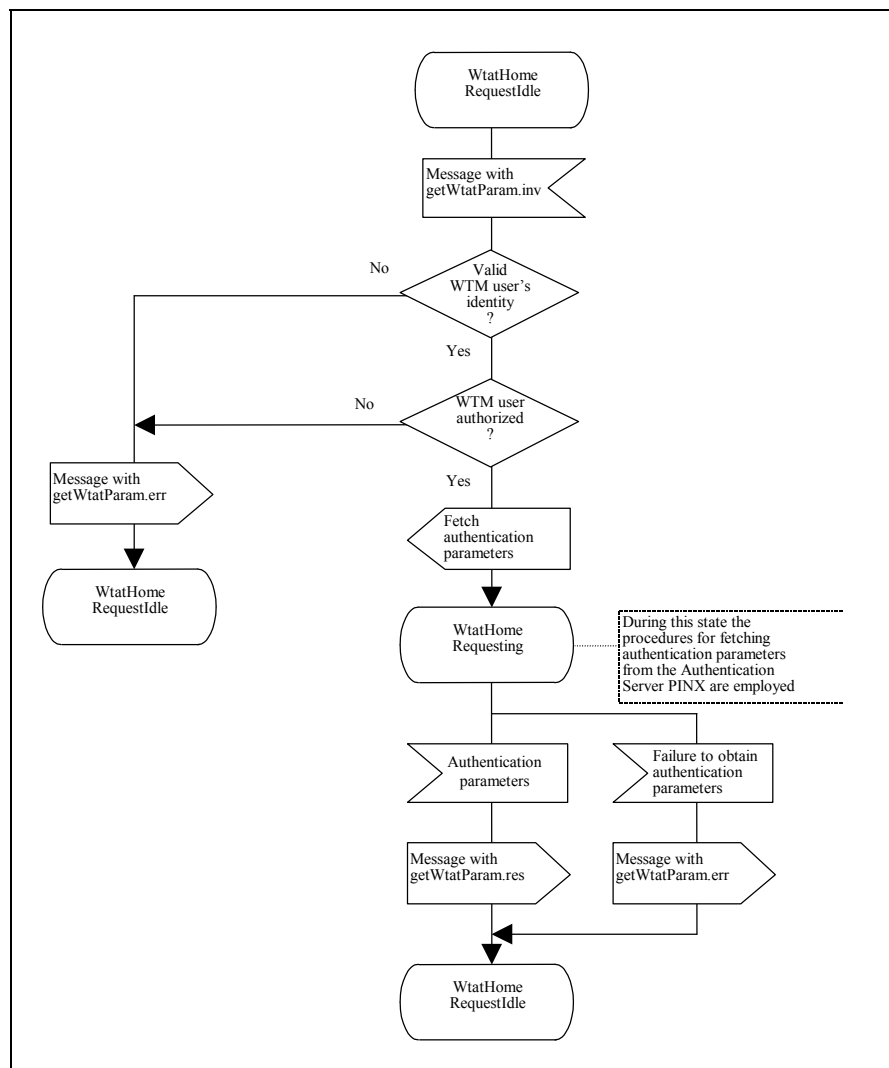 WtatHome
RequestIdle
Message with
getWtatParam.inv
No
Valid
WTM user's
identity
?
Yes
No
WTM user
authorized
?
Message with
getWtatParam.err
Yes
Fetch
authentication
parameters
WtatHome
RequestIdle
WtatHome
Requesting
During this state the
procedures for fetching
authentication parameters
from the Authentication
Server PINX are employed
Authentication
parameters
Failure to obtain
authentication
parameters
Message with
getWtatParam.res
Message with
getWtatParam.err
WtatHome
RequestIdle